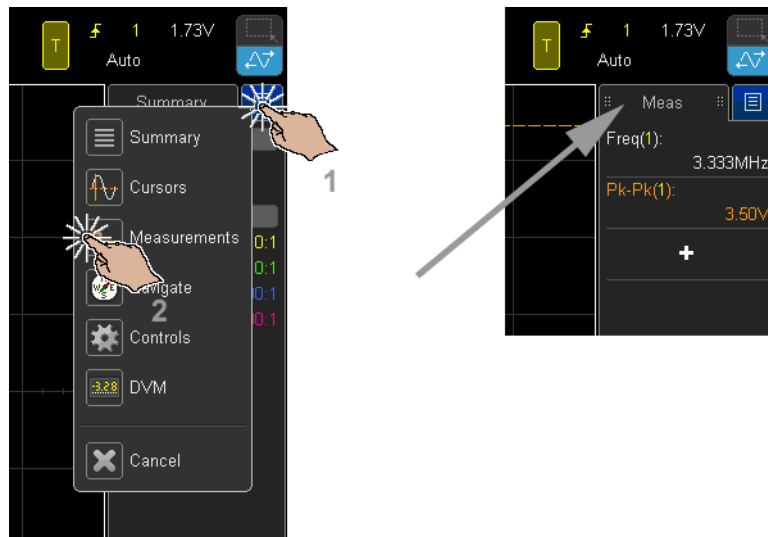 T
1 1.73V
Auto
Summary
Summary
Cursors
Measurements
0:1
0:1
Navigate
0:1
0:1
Controls
-3.28 DVM
Cancel
1
2
T
1 1.73V
Auto
Meas
Freq(1):
3.333MHz
Pk-Pk(1):
3.50V
+